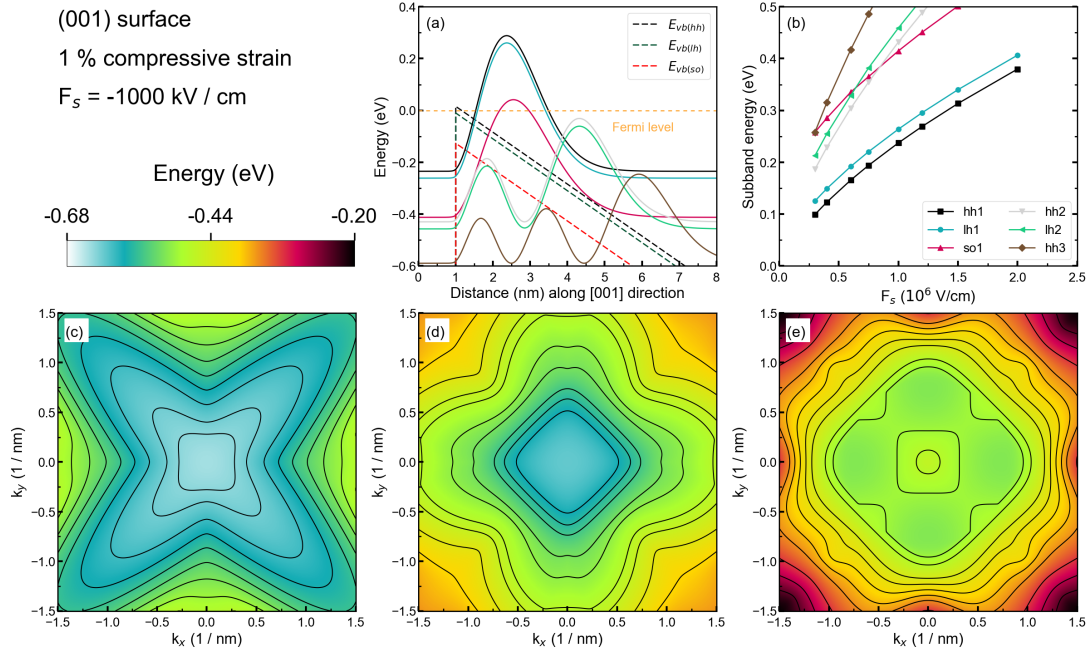 (001) surface
1 % compressive strain
F_s = -1000 kV / cm
Energy (eV)
-0.68 -0.44 -0.20
(a)
E_vb(hh)
E_vb(lh)
E_vb(so)
Fermi level
Energy (eV)
0.4
0.2
0.0
−0.2
−0.4
−0.6
0 1 2 3 4 5 6 7 8
Distance (nm) along [001] direction
(b)
Subband energy (eV)
0.5
0.4
0.3
0.2
0.1
0.0
hh1 hh2
lh1 lh2
so1 hh3
0.0 0.5 1.0 1.5 2.0 2.5
F_s (10^6 V/cm)
(c)
k_y (1 / nm)
1.5
1.0
0.5
0.0
−0.5
−1.0
−1.5
−1.5 −1.0 −0.5 0.0 0.5 1.0 1.5
k_x (1 / nm)
(d)
k_y (1 / nm)
1.5
1.0
0.5
0.0
−0.5
−1.0
−1.5
−1.5 −1.0 −0.5 0.0 0.5 1.0 1.5
k_x (1 / nm)
(e)
k_y (1 / nm)
1.5
1.0
0.5
0.0
−0.5
−1.0
−1.5
−1.5 −1.0 −0.5 0.0 0.5 1.0 1.5
k_x (1 / nm)